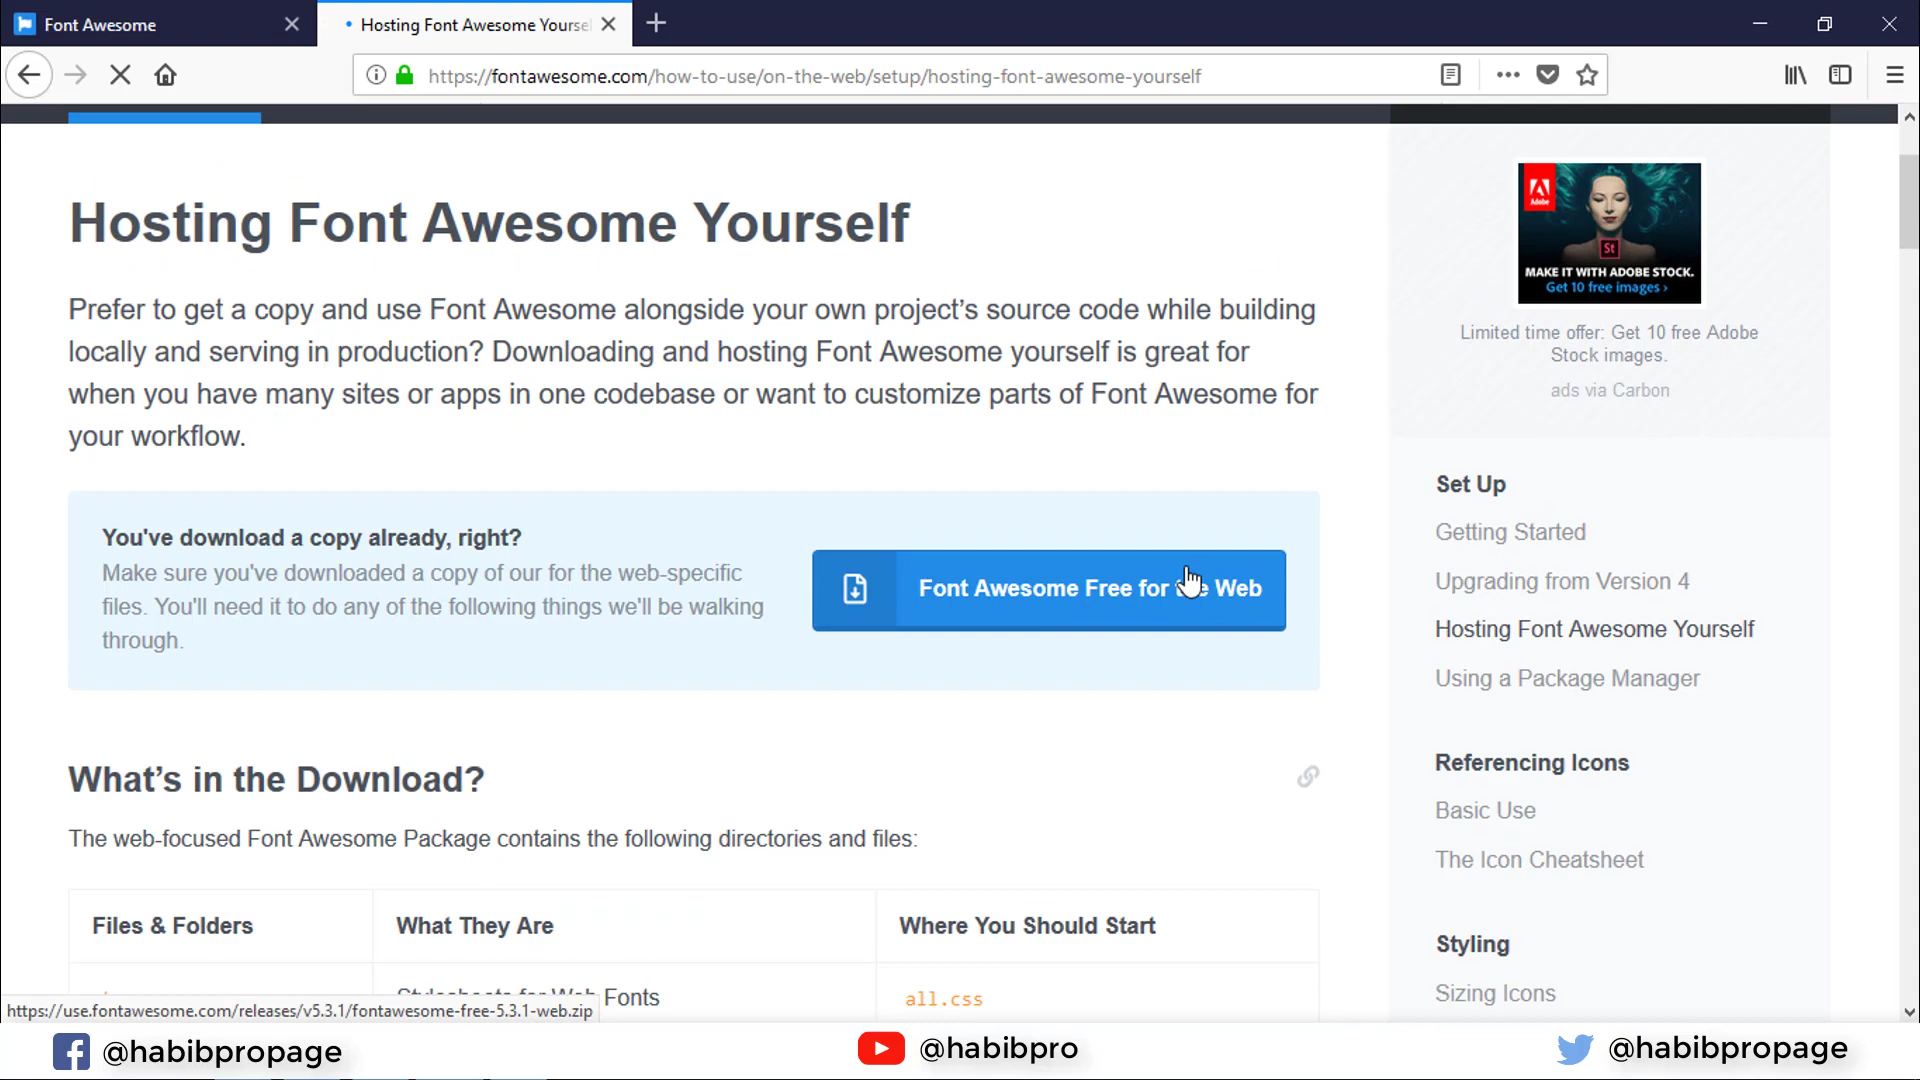 Font Awesome
Hosting Font Awesome Yourse
https://fontawesome.com/how-to-use/on-the-web/setup/hosting-font-awesome-yourself
Hosting Font Awesome Yourself
Prefer to get a copy and use Font Awesome alongside your own project’s source code while building
locally and serving in production? Downloading and hosting Font Awesome yourself is great for
when you have many sites or apps in one codebase or want to customize parts of Font Awesome for
your workflow.
You've download a copy already, right?
Make sure you've downloaded a copy of our for the web-specific
files. You'll need it to do any of the following things we'll be walking
through.
Font Awesome Free for the Web
What’s in the Download?
The web-focused Font Awesome Package contains the following directories and files:
Files & Folders
What They Are
Where You Should Start
Stylesheets for Web Fonts
all.css
Adobe
St
MAKE IT WITH ADOBE STOCK.
Get 10 free images ›
Limited time offer: Get 10 free Adobe
Stock images.
ads via Carbon
Set Up
Getting Started
Upgrading from Version 4
Hosting Font Awesome Yourself
Using a Package Manager
Referencing Icons
Basic Use
The Icon Cheatsheet
Styling
Sizing Icons
https://use.fontawesome.com/releases/v5.3.1/fontawesome-free-5.3.1-web.zip
@habibpropage
@habibpro
@habibpropage